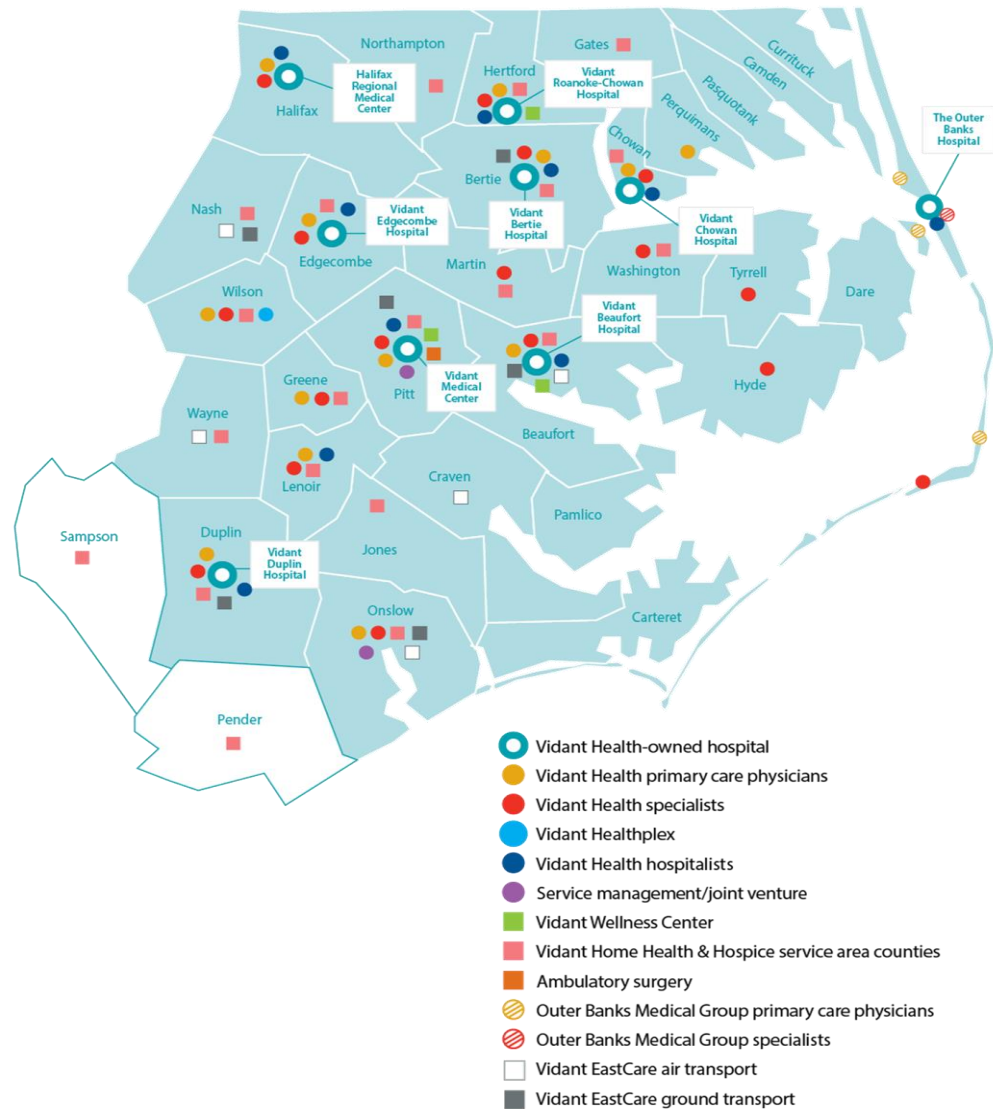 Northampton
Gates
Currituck
Camden
Pasquotank
Perquimans
Hertford
Vidant
Roanoke-Chowan
Hospital
Halifax
Regional
Medical
Center
Halifax
The Outer
Banks
Hospital
Chowan
Bertie
Vidant
Bertie
Hospital
Nash
Vidant
Edgecombe
Hospital
Edgecombe
Vidant
Chowan
Hospital
Martin
Washington
Tyrrell
Dare
Wilson
Vidant
Beaufort
Hospital
Greene
Pitt
Vidant
Medical
Center
Hyde
Wayne
Beaufort
Lenoir
Craven
Pamlico
Sampson
Duplin
Vidant
Duplin
Hospital
Jones
Onslow
Carteret
Pender
Vidant Health-owned hospital
Vidant Health primary care physicians
Vidant Health specialists
Vidant Healthplex
Vidant Health hospitalists
Service management/joint venture
Vidant Wellness Center
Vidant Home Health & Hospice service area counties
Ambulatory surgery
Outer Banks Medical Group primary care physicians
Outer Banks Medical Group specialists
Vidant EastCare air transport
Vidant EastCare ground transport